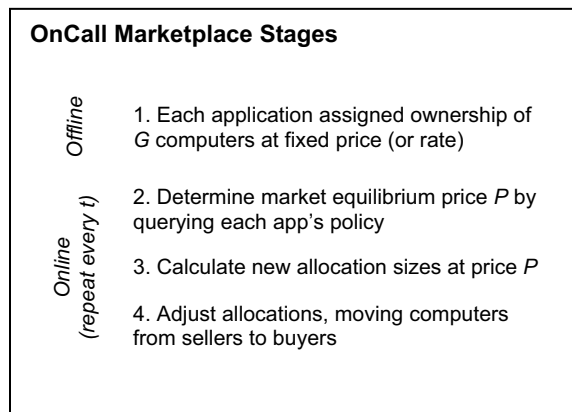 OnCall Marketplace Stages
Offline
1. Each application assigned ownership of
G computers at fixed price (or rate)
Online
(repeat every t)
2. Determine market equilibrium price P by
querying each app's policy
3. Calculate new allocation sizes at price P
4. Adjust allocations, moving computers
from sellers to buyers